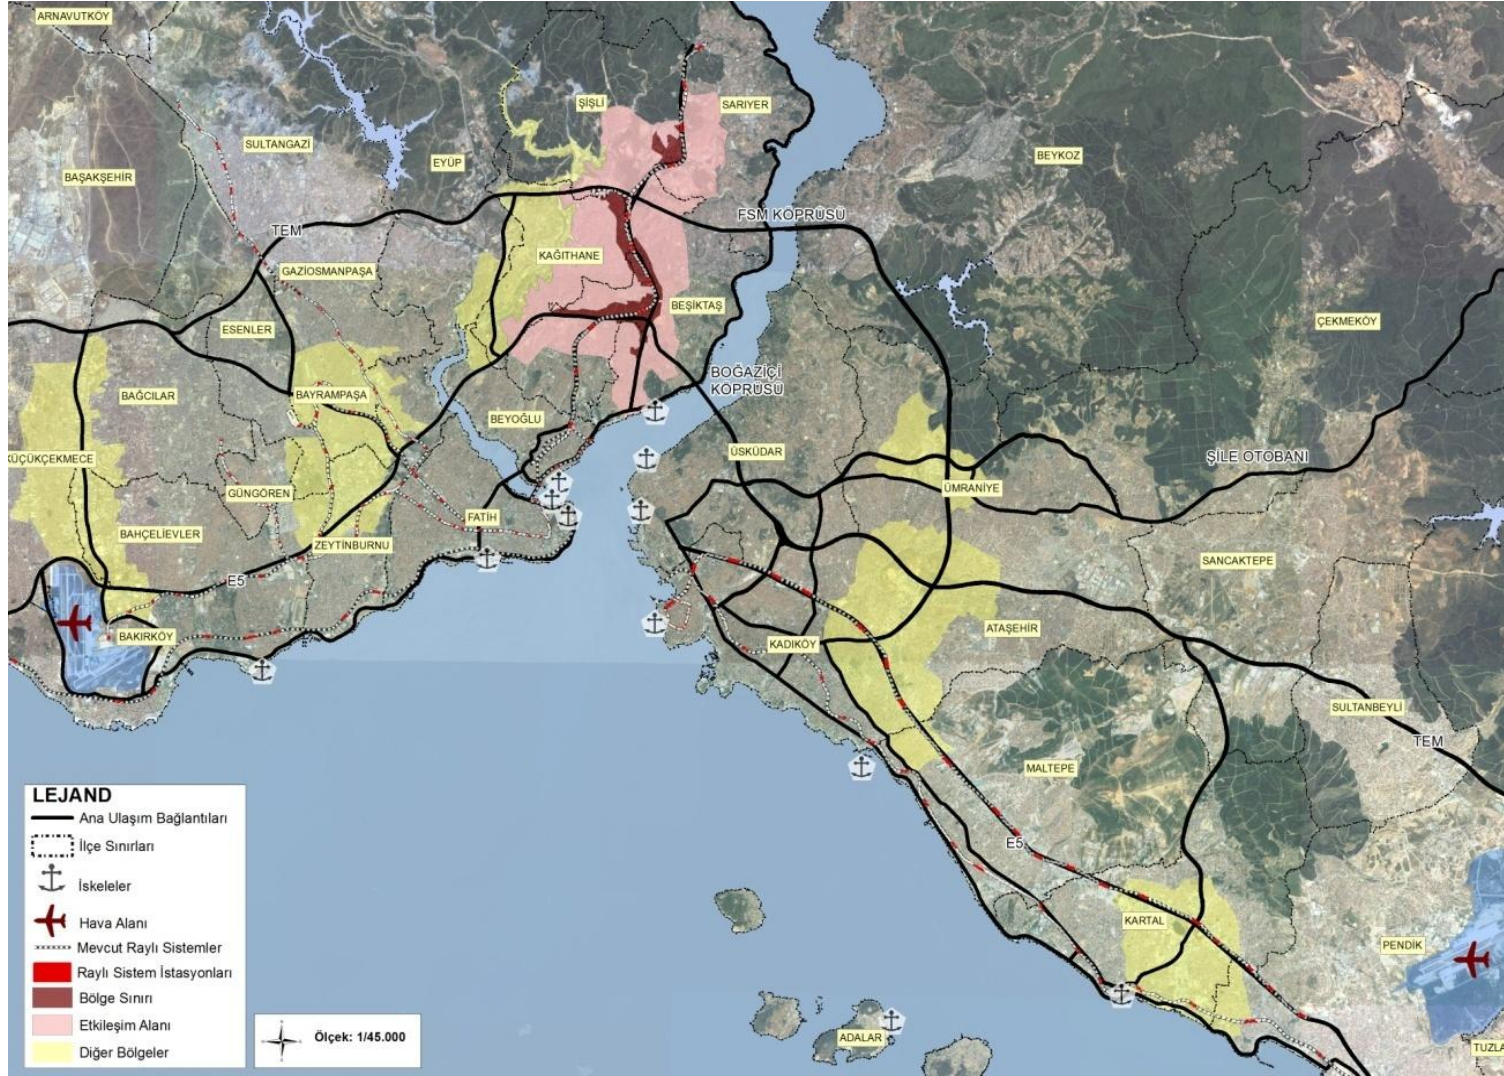 ARNAVUTKÖY
ŞİŞLİ
SARIYER
SULTANGAZİ
EYÜP
BEYKOZ
BAŞAKŞEHİR
FSM KÖPRÜSÜ
TEM
KAĞITHANE
GAZİOSMANPAŞA
BEŞİKTAŞ
ÇEKMEKÖY
ESENLER
BOĞAZİÇİ
KÖPRÜSÜ
BAĞCILAR
BAYRAMPAŞA
BEYOĞLU
ÜSKÜDAR
KÜÇÜKÇEKMECE
ŞİLE OTOBANI
GÜNGÖREN
ÜMRANİYE
FATİH
BAHÇELİEVLER
ZEYTİNBURNU
SANCAKTEPE
E5
BAKIRKÖY
ATAŞEHİR
KADIKÖY
SULTANBEYLİ
TEM
MALTEPE
E5
KARTAL
PENDİK
ADALAR
TUZLA
LEJAND
Ana Ulaşım Bağlantıları
İlçe Sınırları
İskeleler
Hava Alanı
Mevcut Raylı Sistemler
Raylı Sistem İstasyonları
Bölge Sınırı
Etkileşim Alanı
Diğer Bölgeler
Ölçek: 1/45.000